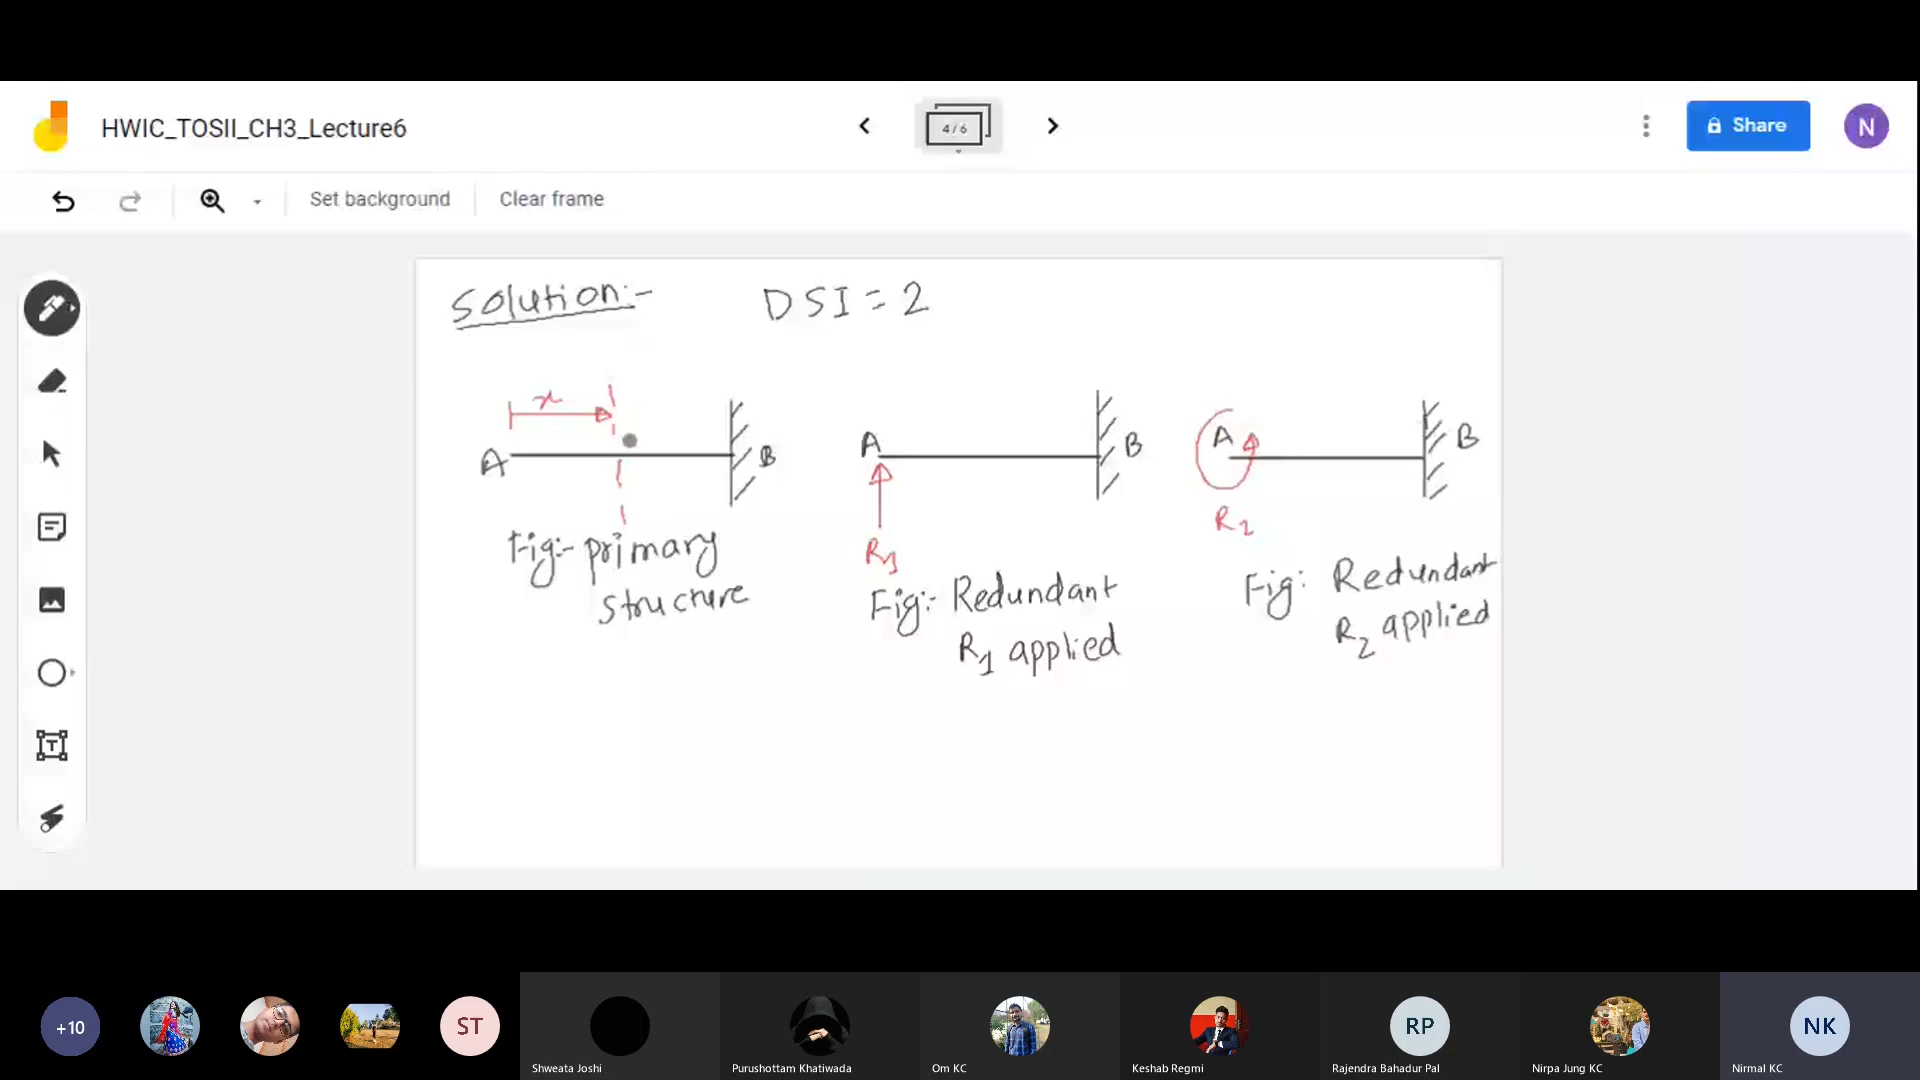 HWIC_TOSII_CH3_Lecture6
4/6
Share
N
Set background
Clear frame
Solution:-
DSI = 2
x
A
B
A
B
R1
A
B
R2
Fig:- primary
structure
Fig:- Redundant
R1 applied
Fig: Redundant
R2 applied
+10
ST
Shweata Joshi
Purushottam Khatiwada
Om KC
Keshab Regmi
RP
Rajendra Bahadur Pal
Nirpa Jung KC
NK
Nirmal KC